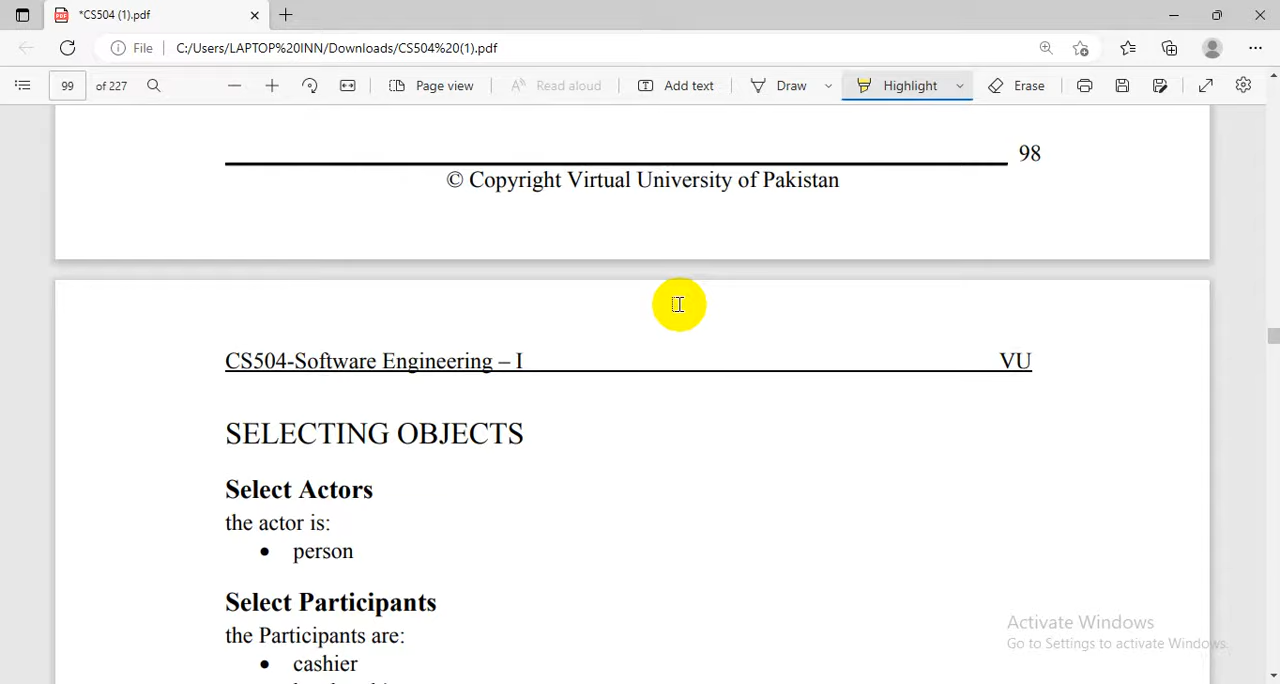 *CS504 (1).pdf
File
C:/Users/LAPTOP%20INN/Downloads/CS504%20(1).pdf
99 of 227
Page view
Read aloud
Add text
Draw
Highlight
Erase
98
© Copyright Virtual University of Pakistan
CS504-Software Engineering – I VU
SELECTING OBJECTS
Select Actors
the actor is:
• person
Select Participants
the Participants are:
• cashier
Activate Windows
Go to Settings to activate Windows.